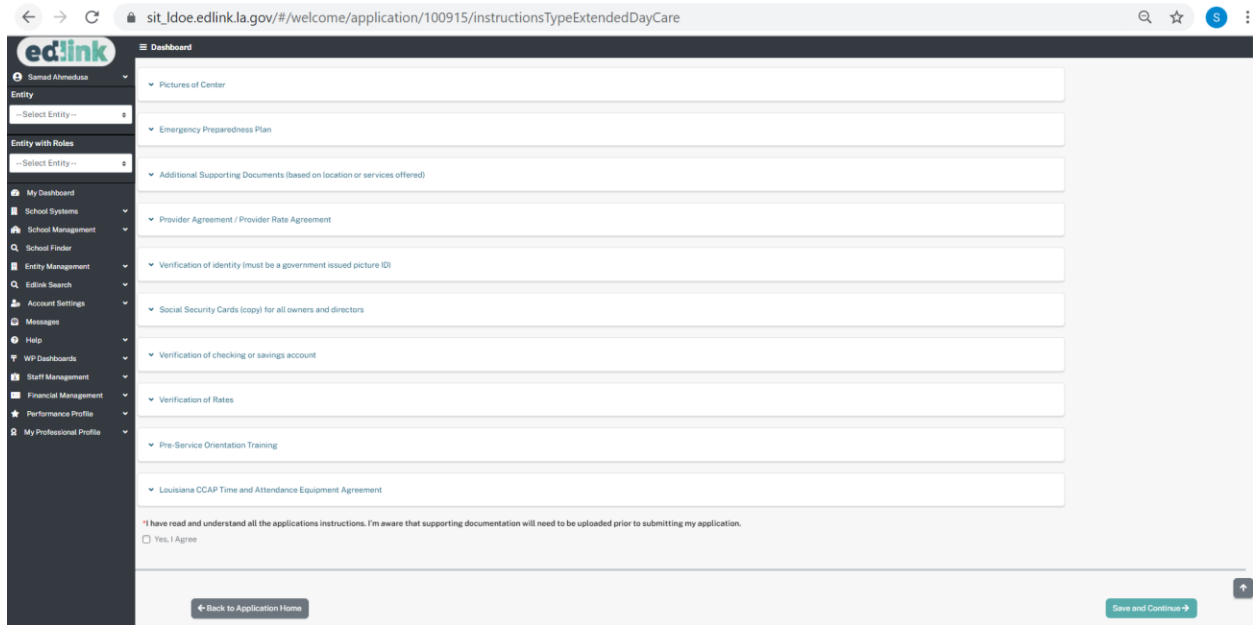 sit_ldoe.edlink.la.gov/#/welcome/application/100915/instructionsTypeExtendedDayCare
S
edlink
Dashboard
Samad Ahmedusa
Entity
--Select Entity--
Entity with Roles
--Select Entity--
My Dashboard
School Systems
School Management
School Finder
Entity Management
Edlink Search
Account Settings
Messages
Help
WP Dashboards
Staff Management
Financial Management
Performance Profile
My Professional Profile
Pictures of Center
Emergency Preparedness Plan
Additional Supporting Documents (based on location or services offered)
Provider Agreement / Provider Rate Agreement
Verification of identity (must be a government issued picture ID)
Social Security Cards (copy) for all owners and directors
Verification of checking or savings account
Verification of Rates
Pre-Service Orientation Training
Louisiana CCAP Time and Attendance Equipment Agreement
*I have read and understand all the applications instructions. I'm aware that supporting documentation will need to be uploaded prior to submitting my application.
Yes, I Agree
Back to Application Home
Save and Continue